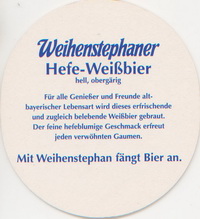 Weihenstephaner
Hefe-Weißbier
hell, obergärig
Für alle Genießer und Freunde alt-
bayerischer Lebensart wird dieses erfrischende
und zugleich belebende Weißbier gebraut.
Der feine hefeblumige Geschmack erfreut
jeden verwöhnten Gaumen.
Mit Weihenstephan fängt Bier an.